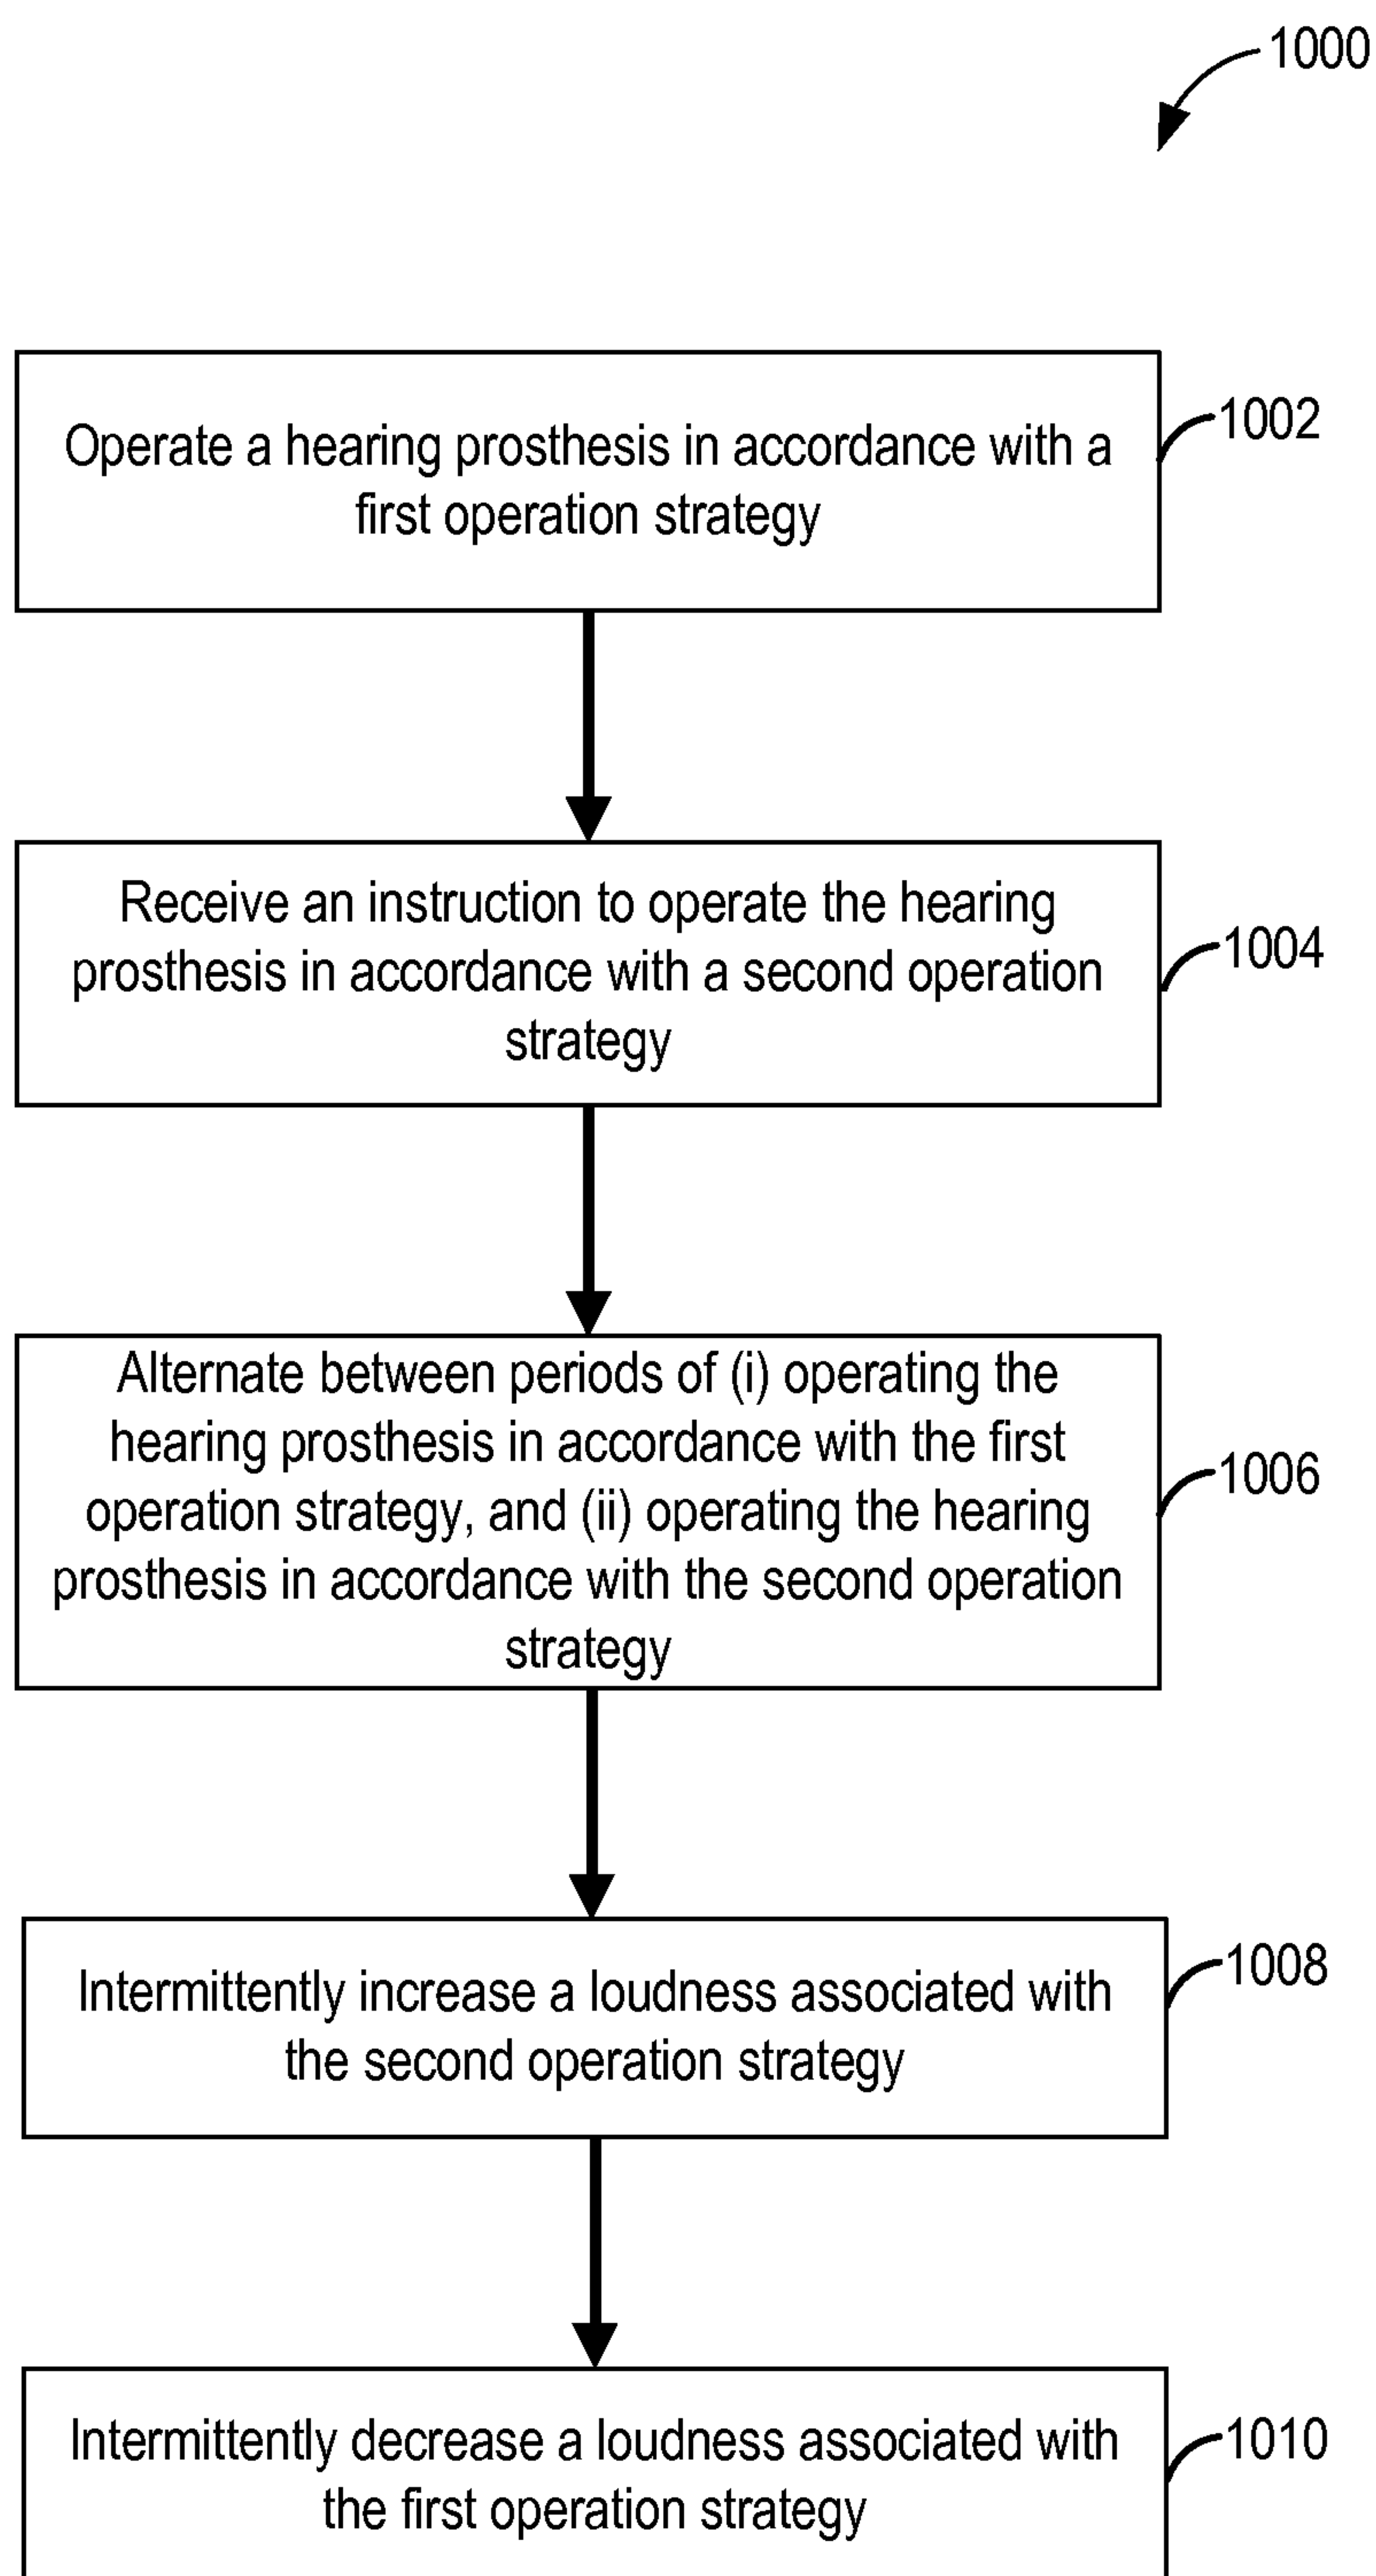 1000
Operate a hearing prosthesis in accordance with a
first operation strategy
1002
Receive an instruction to operate the hearing
prosthesis in accordance with a second operation
strategy
1004
Alternate between periods of (i) operating the
hearing prosthesis in accordance with the first
operation strategy, and (ii) operating the hearing
prosthesis in accordance with the second operation
strategy
1006
Intermittently increase a loudness associated with
the second operation strategy
1008
Intermittently decrease a loudness associated with
the first operation strategy
1010